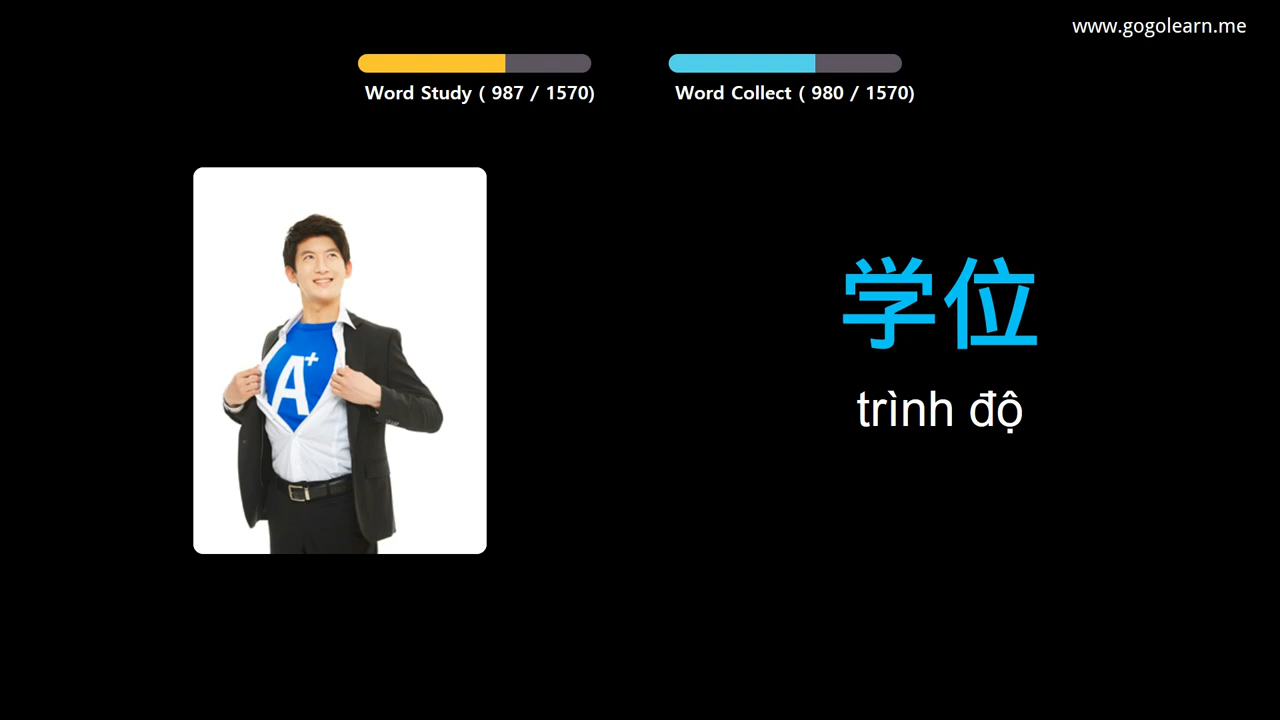 www.gogolearn.me
Word Study ( 987 / 1570)
Word Collect ( 980 / 1570)
A+
学位
trình độ